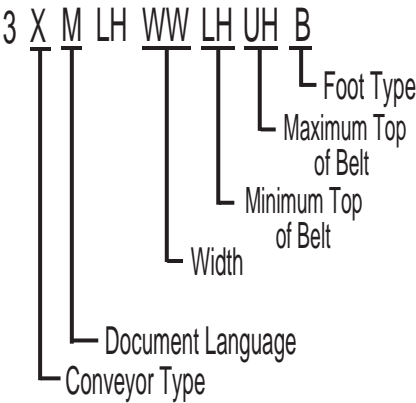 3 X M LH WW LH UH B
Foot Type
Maximum Top
of Belt
Minimum Top
of Belt
Width
Document Language
Conveyor Type